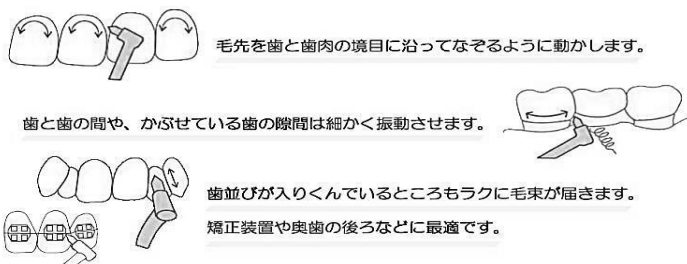 毛先を歯と歯肉の境目に沿ってなぞるように動かします。
歯と歯の間や、かぶせている歯の隙間は細かく振動させます。
歯並びが入りくんでいるところもラクに毛束が届きます。
矯正装置や奥歯の後ろなどに最適です。